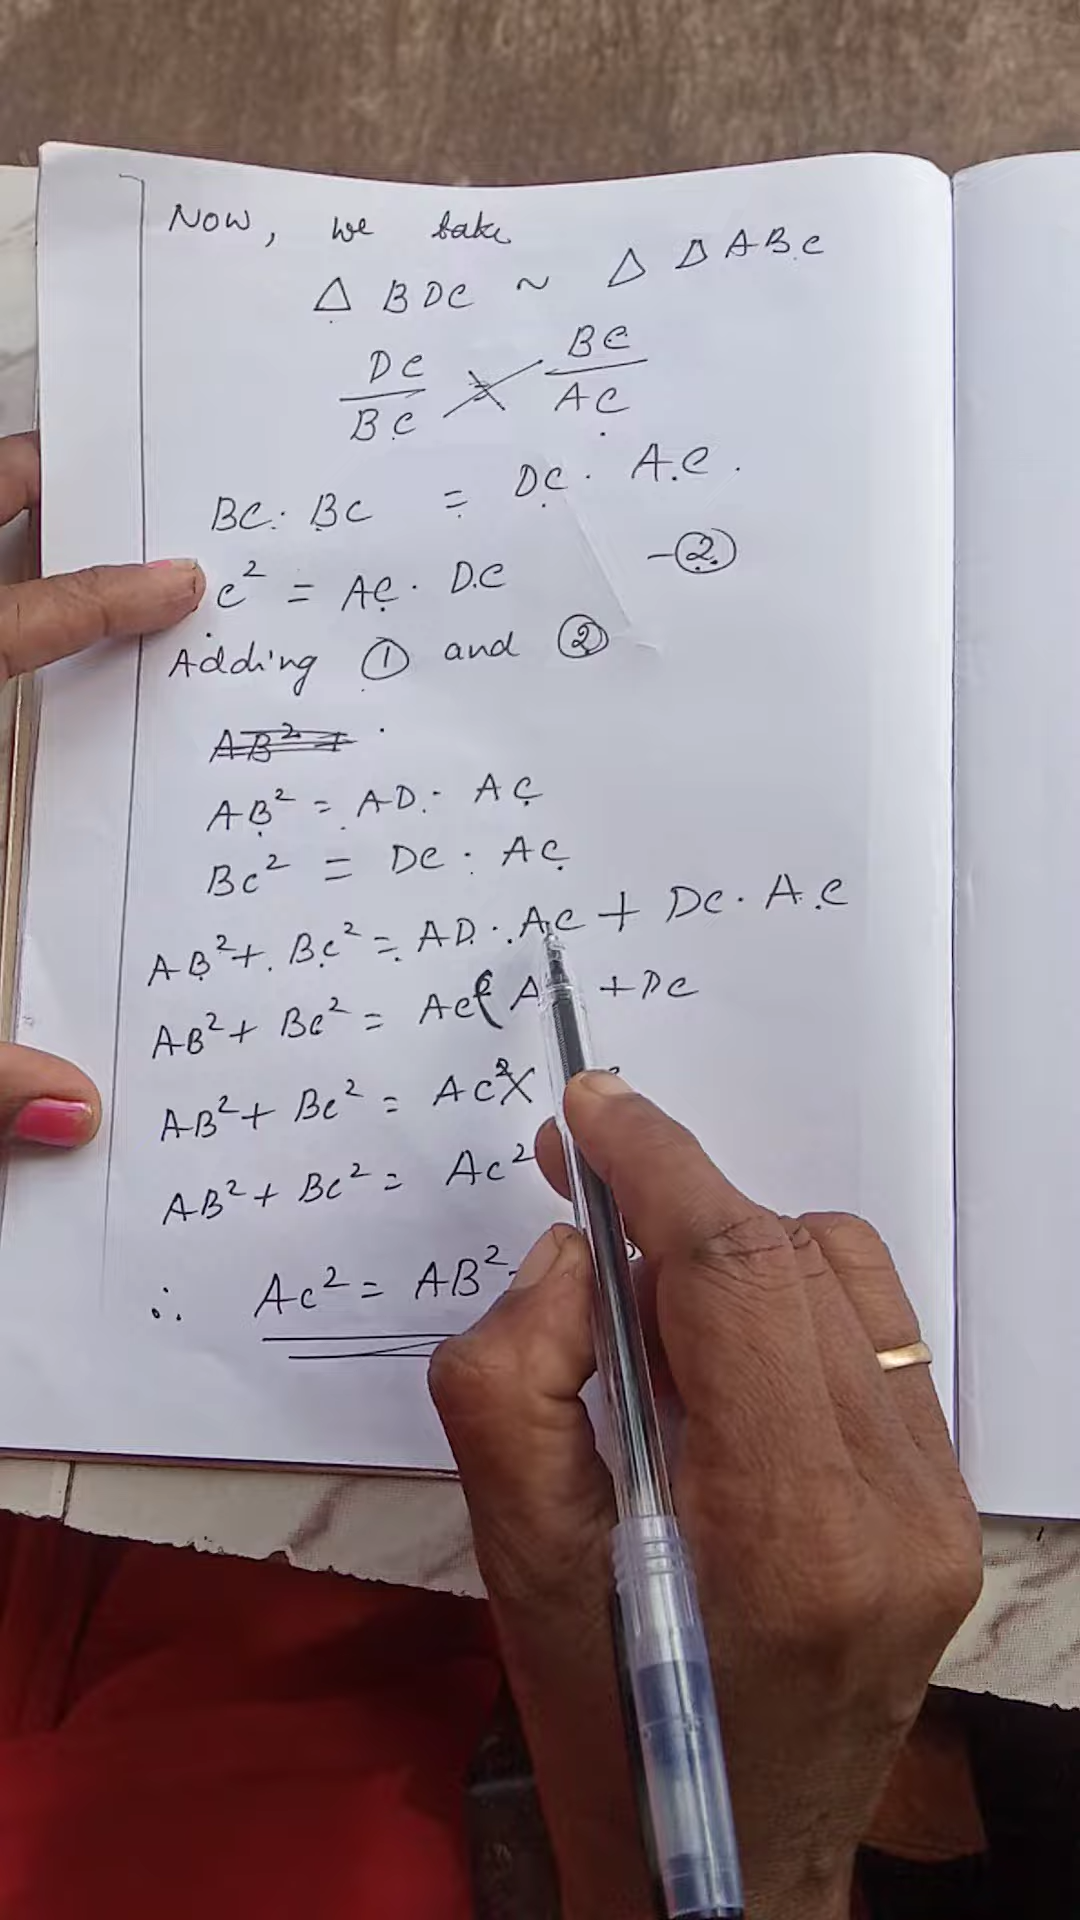 Now, we take
△ BDC ~ △ △ ABC
DC/BC = BC/AC
BC. BC = DC. AC.
C² = AC. DC -②
Adding ① and ②
AB² +
AB² = AD. AC
BC² = DC. AC
AB² + BC² = AD. AC + DC. AC
AB² + BC² = AC( A +DC
AB² + BC² = AC²X
AB² + BC² = AC²
∴ AC² = AB²